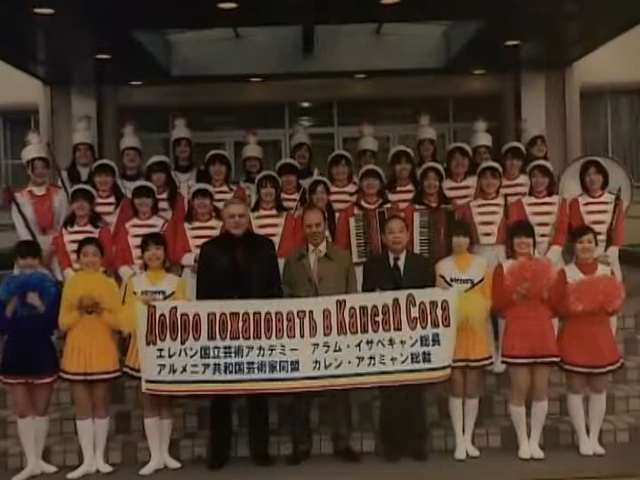 Добро пожаловать в Кансай Сока
エレバン国立芸術アカデミー アラム・イサベキャン総長
アルメニア共和国芸術家同盟 カレン・アガミャン総裁